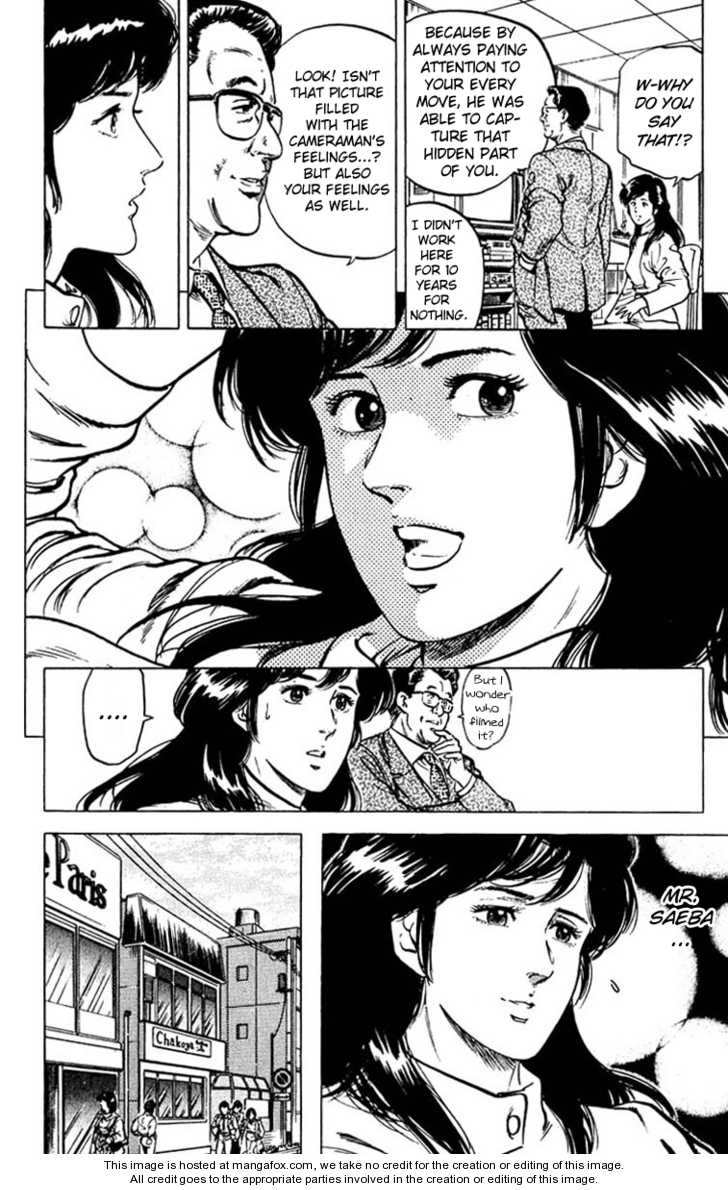 W-WHY
DO YOU
SAY
THAT!?
BECAUSE BY
ALWAYS PAYING
ATTENTION TO
YOUR EVERY
MOVE, HE WAS
ABLE TO CAP-
TURE THAT
HIDDEN PART
OF YOU.
I DIDN'T
WORK
HERE
FOR 10
YEARS
FOR
NOTHING.
LOOK! ISN'T
THAT PICTURE
FILLED
WITH THE
CAMERAMAN'S
FEELINGS...?
BUT ALSO
YOUR FEELINGS
AS WELL.
But I
wonder
who
filmed
it?
....
MR.
SAEBA
...
e Paris
Chakoya
This image is hosted at mangafox.com, we take no credit for the creation or editing of this image.
All credit goes to the appropriate parties involved in the creation or editing of this image.